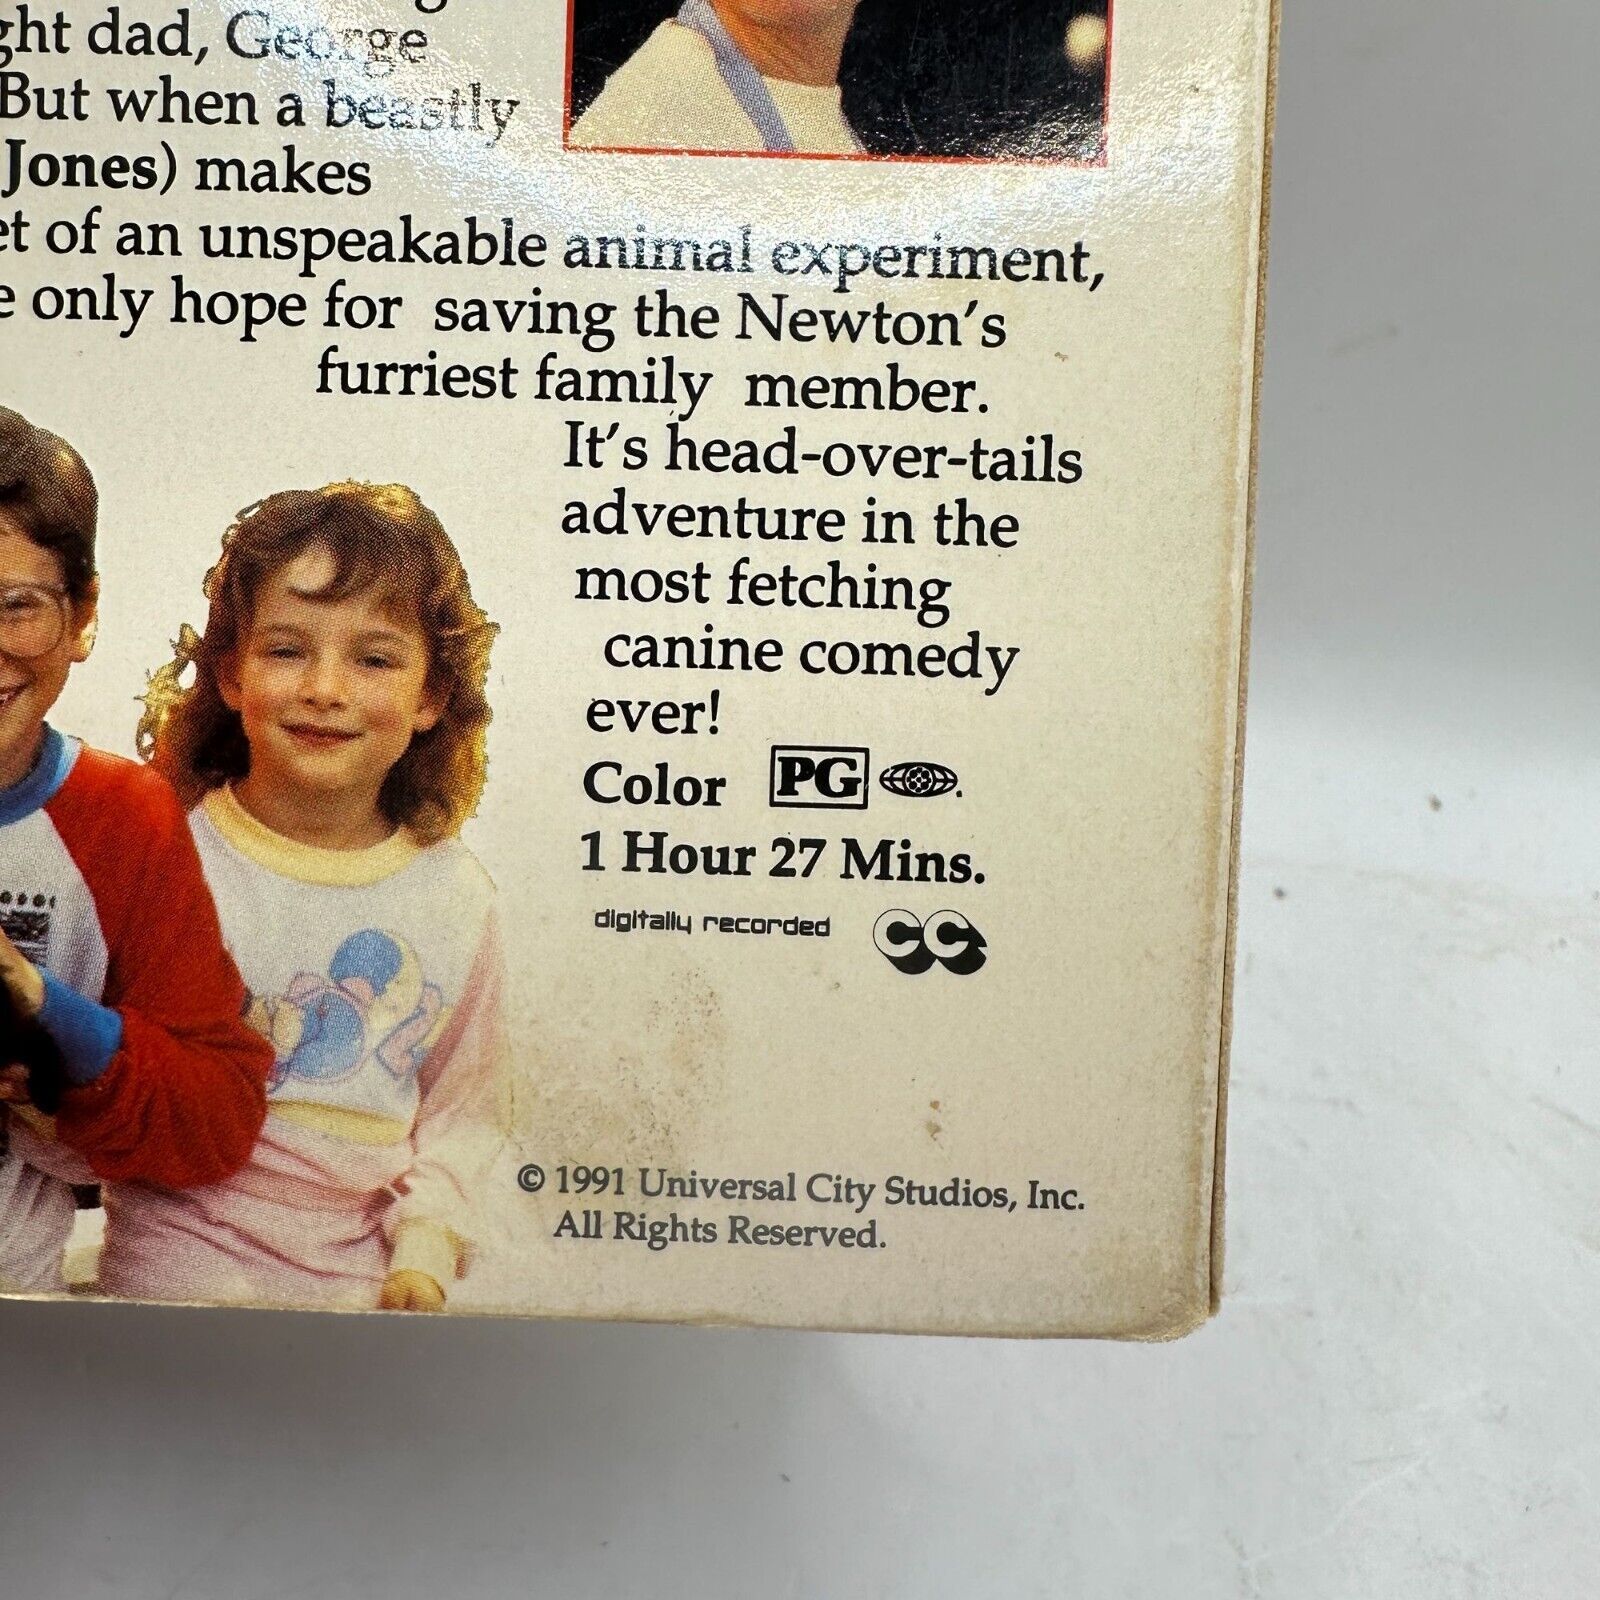 ght dad, George
But when a beastly
Jones) makes
et of an unspeakable animal experiment,
e only hope for saving the Newton's
furriest family member.
It's head-over-tails
adventure in the
most fetching
canine comedy
ever!
Color PG
1 Hour 27 Mins.
digitally recorded CC
© 1991 Universal City Studios, Inc.
All Rights Reserved.